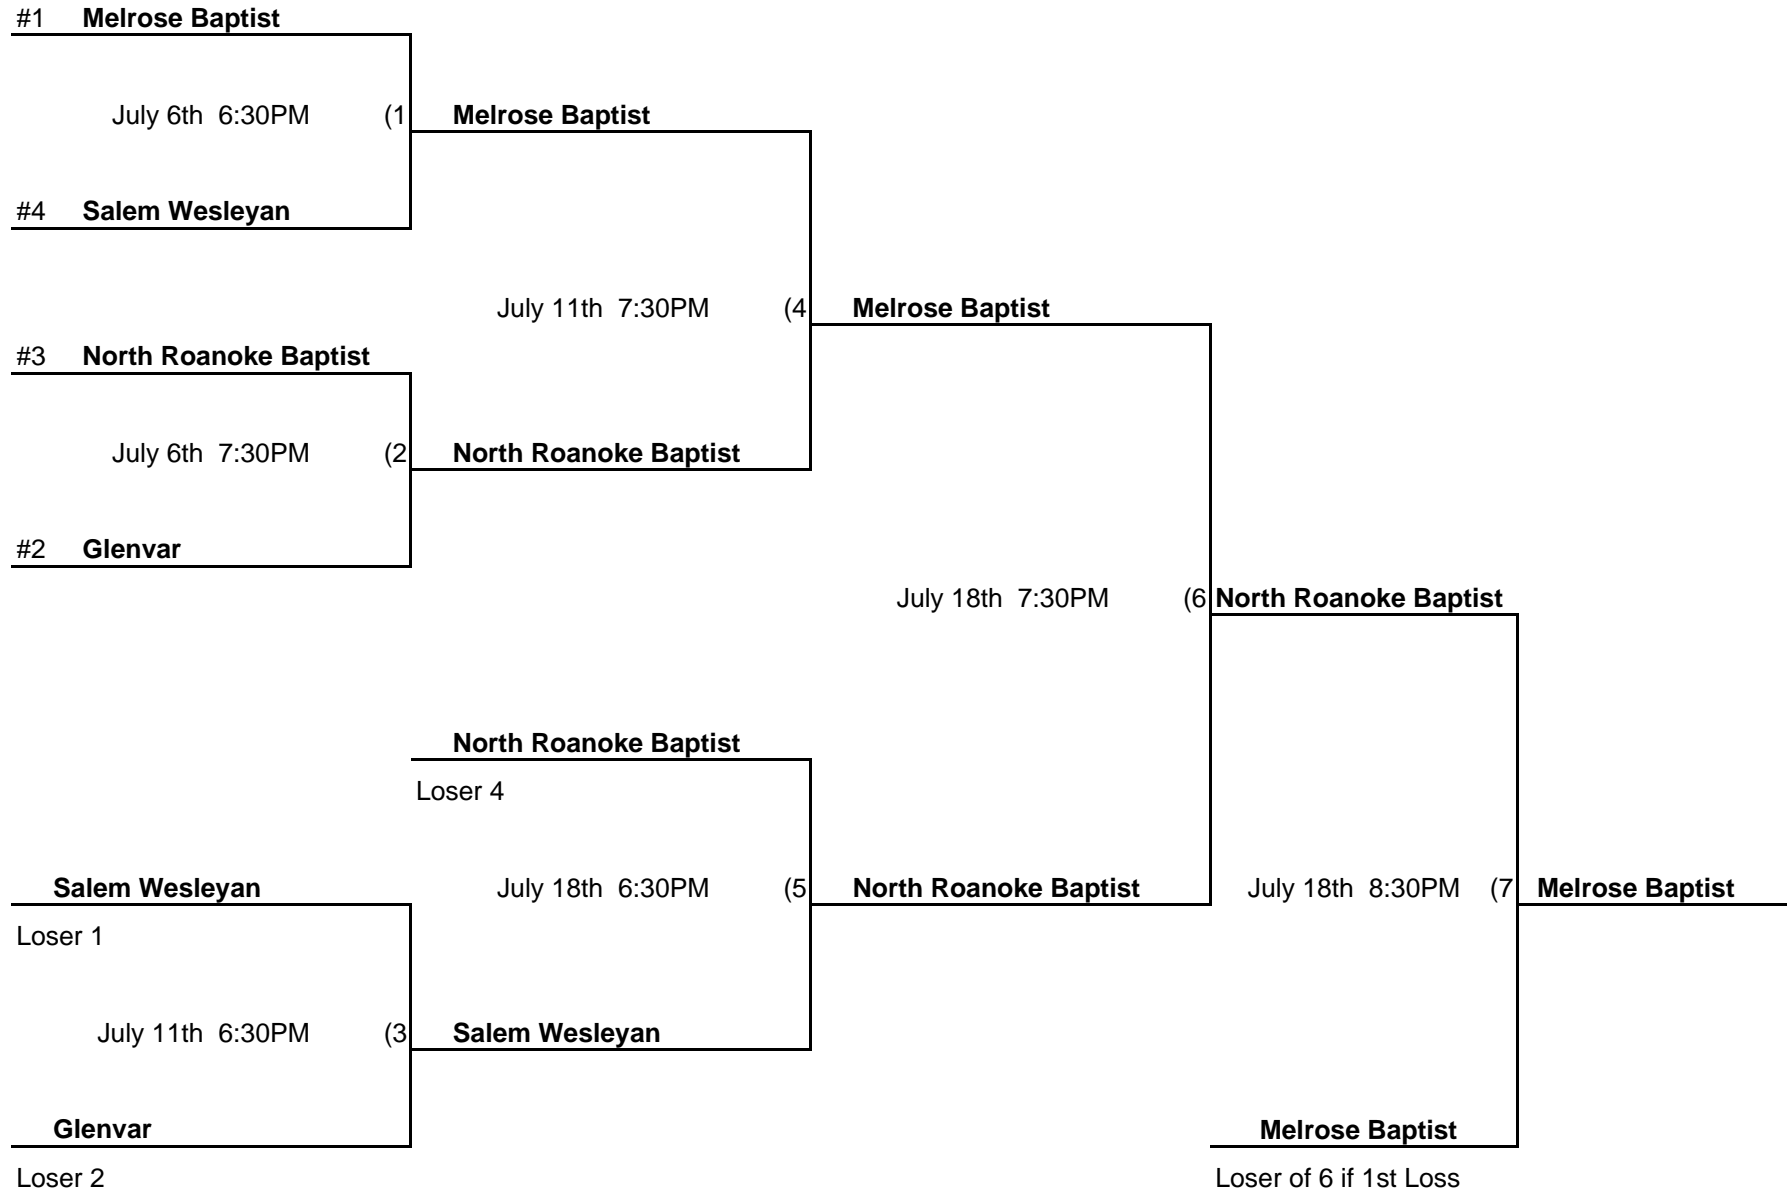 #1 Melrose Baptist
July 6th 6:30PM (1 Melrose Baptist
#4 Salem Wesleyan
July 11th 7:30PM (4 Melrose Baptist
#3 North Roanoke Baptist
July 6th 7:30PM (2 North Roanoke Baptist
#2 Glenvar
July 18th 7:30PM (6 North Roanoke Baptist
North Roanoke Baptist
Loser 4
Salem Wesleyan July 18th 6:30PM (5 North Roanoke Baptist July 18th 8:30PM (7 Melrose Baptist
Loser 1
July 11th 6:30PM (3 Salem Wesleyan
Glenvar Melrose Baptist
Loser 2 Loser of 6 if 1st Loss